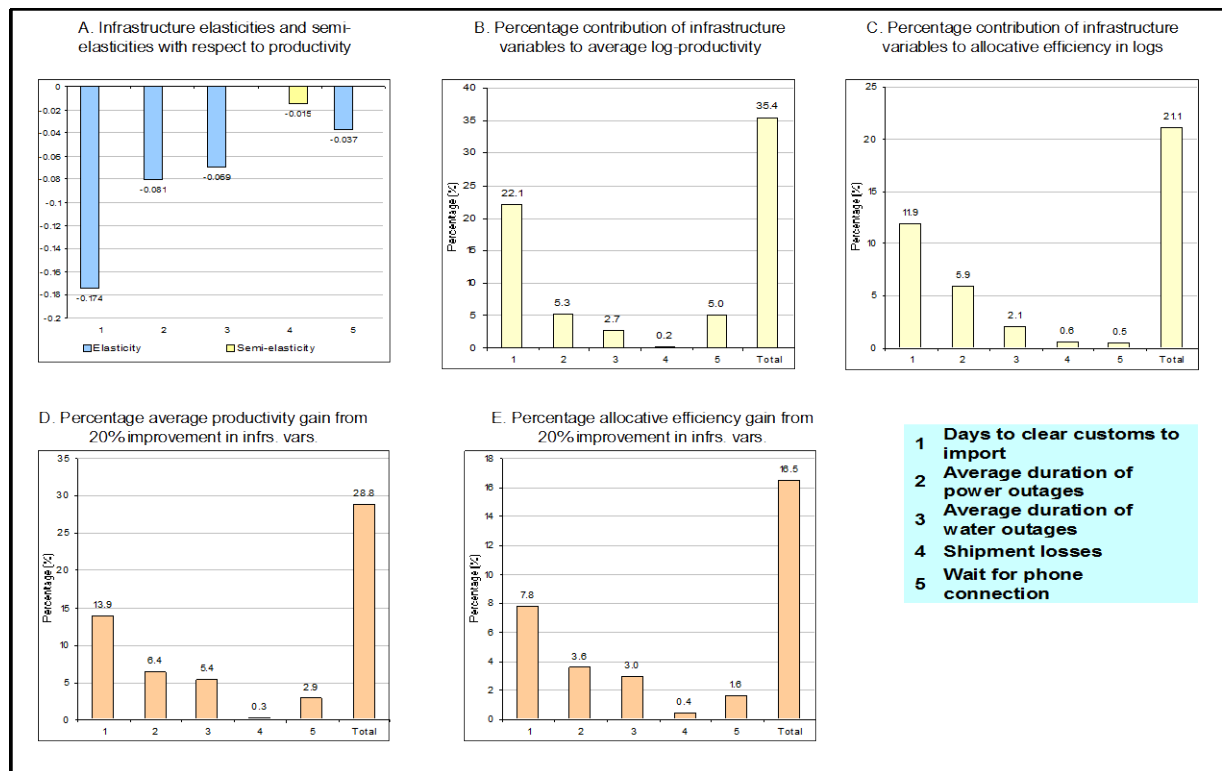 A. Infrastructure elasticities and semi-
elasticities with respect to productivity
0
-0.02
-0.04
-0.06
-0.08
-0.1
-0.12
-0.14
-0.16
-0.18
-0.2
-0.174
-0.081
-0.069
-0.015
-0.037
1 2 3 4 5
Elasticity Semi-elasticity
B. Percentage contribution of infrastructure
variables to average log-productivity
Percentage [%]
40
35
30
25
20
15
10
5
0
22.1
5.3
2.7
0.2
5.0
35.4
1 2 3 4 5 Total
C. Percentage contribution of infrastructure
variables to allocative efficiency in logs
Percentage [%]
25
20
15
10
5
0
11.9
5.9
2.1
0.6
0.5
21.1
1 2 3 4 5 Total
D. Percentage average productivity gain from
20% improvement in infrs. vars.
Percentage [%]
35
30
25
20
15
10
5
0
13.9
6.4
5.4
0.3
2.9
28.8
1 2 3 4 5 Total
E. Percentage allocative efficiency gain from
20% improvement in infrs. vars.
Percentage [%]
18
16
14
12
10
8
6
4
2
0
7.8
3.6
3.0
0.4
1.6
16.5
1 2 3 4 5 Total
1 Days to clear customs to
import
2 Average duration of
power outages
3 Average duration of
water outages
4 Shipment losses
5 Wait for phone
connection